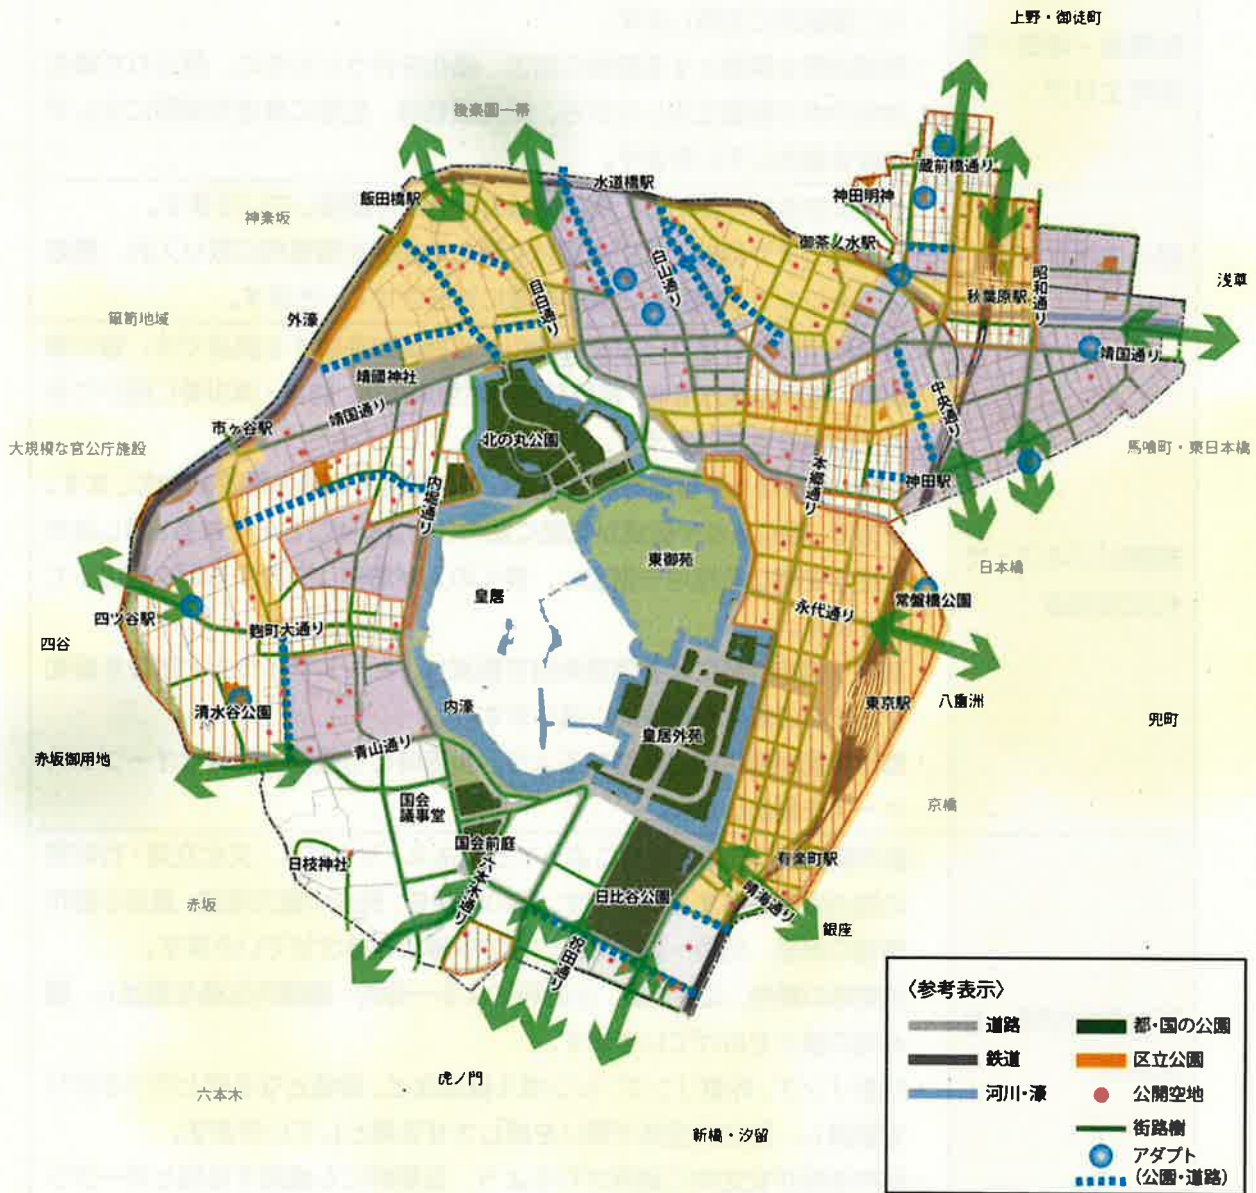 上野・御徒町
後楽園一帯
蔵前橋通り
水道橋駅
飯田橋駅
神田明神
神楽坂
御茶ノ水駅
白山通り
目白通り
昭和通り
浅草
秋葉原駅
外濠
靖国通り
靖國神社
中央通り
靖国通り
市ヶ谷駅
北の丸公園
大規模な官公庁施設
馬喰町・東日本橋
本郷通り
神田駅
内堀通り
東御苑
日本橋
皇居
常盤橋公園
永代通り
四ツ谷駅
麹町大通り
四谷
東京駅
八重洲
清水谷公園
内濠
兜町
皇居外苑
青山通り
赤坂御用地
国会
議事堂
京橋
国会前庭
有楽町駅
日枝神社
六本木通り
日比谷公園
晴海通り
赤坂
銀座
祝田通り
虎ノ門
六本木
新橋・汐留
〈参考表示〉
道路
鉄道
河川・濠
都・国の公園
区立公園
公開空地
街路樹
アダプト
(公園・道路)